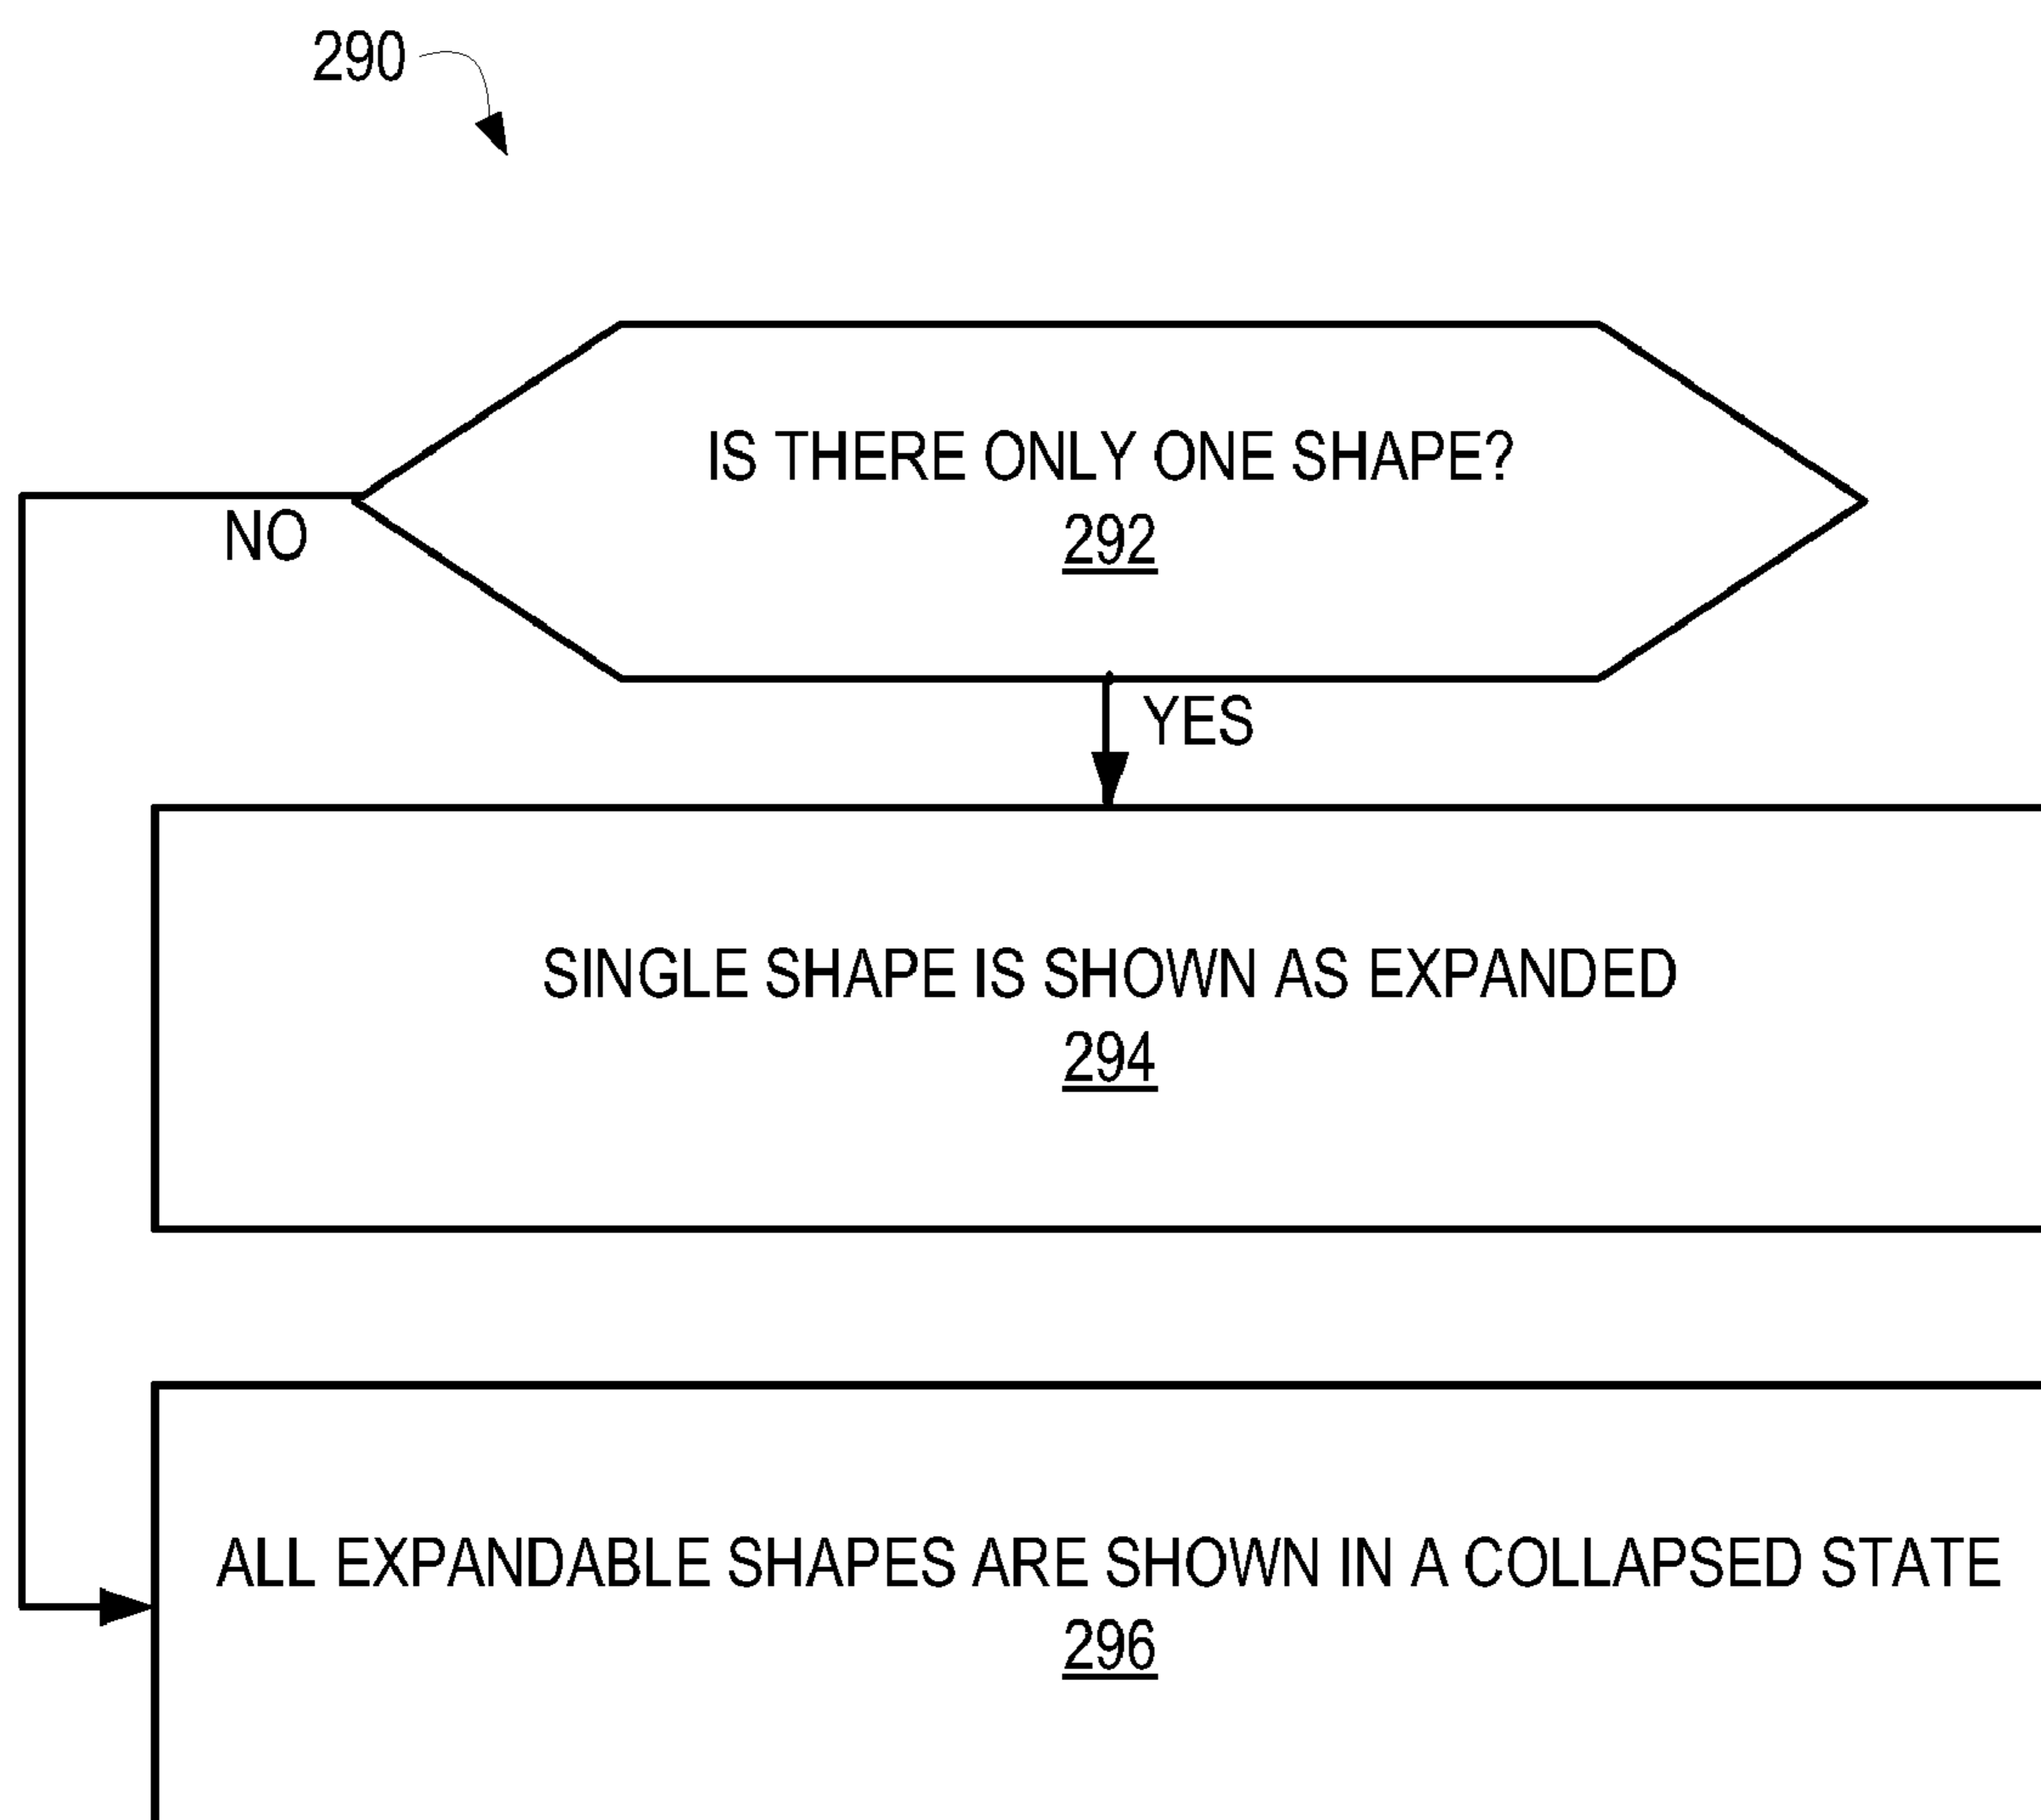 290
IS THERE ONLY ONE SHAPE?
292
NO
YES
SINGLE SHAPE IS SHOWN AS EXPANDED
294
ALL EXPANDABLE SHAPES ARE SHOWN IN A COLLAPSED STATE
296